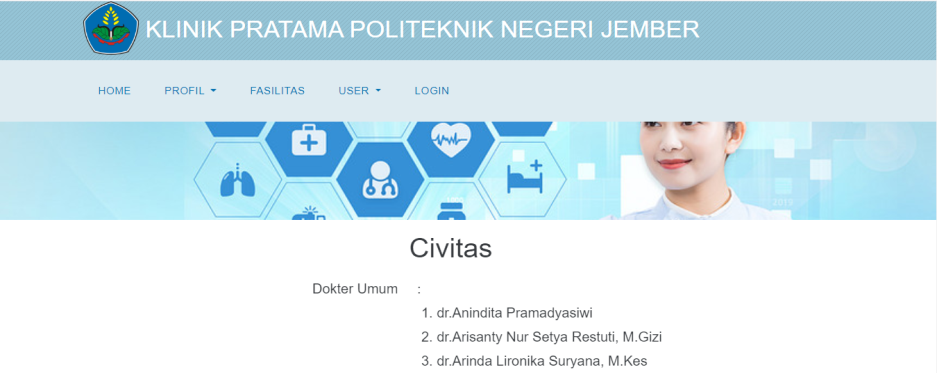 KLINIK PRATAMA POLITEKNIK NEGERI JEMBER
HOME PROFIL FASILITAS USER LOGIN
2019
Civitas
Dokter Umum :
1. dr.Anindita Pramadyasiwi
2. dr.Arisanty Nur Setya Restuti, M.Gizi
3. dr.Arinda Lironika Suryana, M.Kes